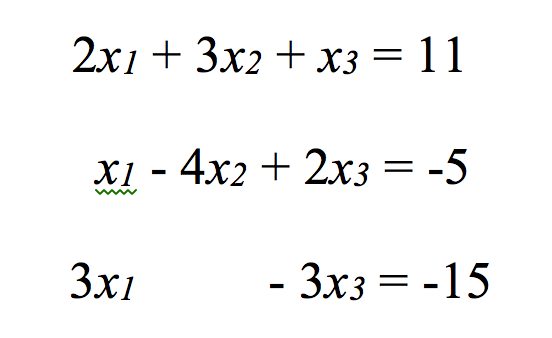 2x1 + 3x2 + x3 = 11
x1 - 4x2 + 2x3 = -5
3x1 - 3x3 = -15